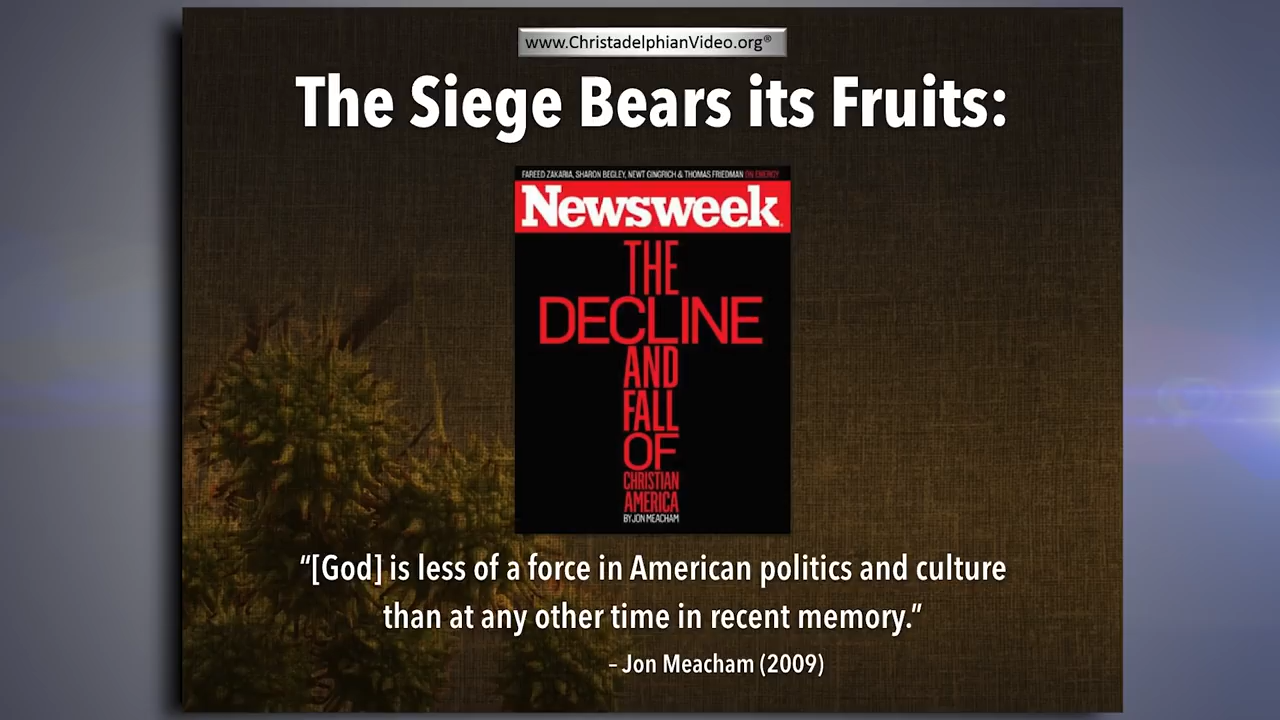 www.ChristadelphianVideo.org®
The Siege Bears its Fruits:
FAREED ZAKARIA, SHARON BEGLEY, NEWT GINGRICH & THOMAS FRIEDMAN ON ENERGY
Newsweek
THE
DECLINE
AND
FALL
OF
CHRISTIAN
AMERICA
BY JON MEACHAM
“[God] is less of a force in American politics and culture
than at any other time in recent memory.”
– Jon Meacham (2009)